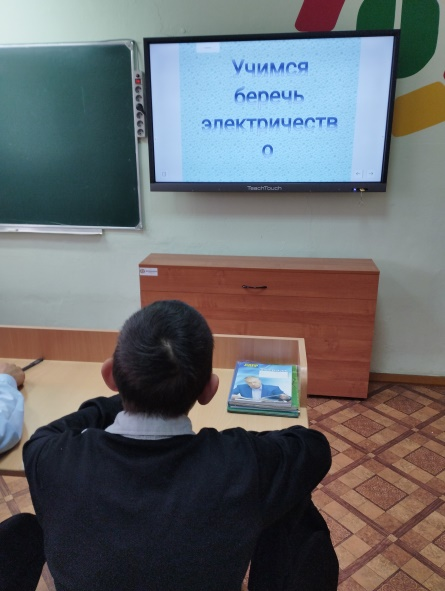 Учимся
беречь
электричеств
о
TeachTouch